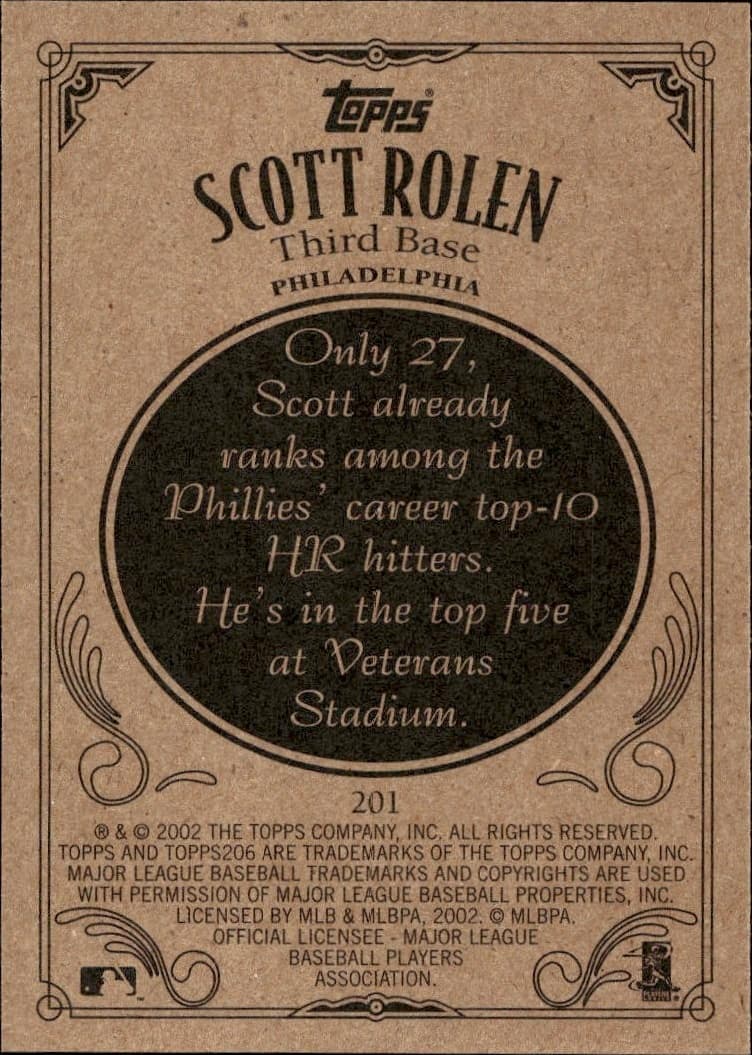 topps®
SCOTT ROLEN
Third Base
PHILADELPHIA
Only 27,
Scott already
ranks among the
Phillies' career top-10
HR hitters.
He's in the top five
at Veterans
Stadium.
201
® & © 2002 THE TOPPS COMPANY, INC. ALL RIGHTS RESERVED.
TOPPS AND TOPPS206 ARE TRADEMARKS OF THE TOPPS COMPANY, INC.
MAJOR LEAGUE BASEBALL TRADEMARKS AND COPYRIGHTS ARE USED
WITH PERMISSION OF MAJOR LEAGUE BASEBALL PROPERTIES, INC.
LICENSED BY MLB & MLBPA, 2002. © MLBPA.
OFFICIAL LICENSEE - MAJOR LEAGUE
BASEBALL PLAYERS
ASSOCIATION.